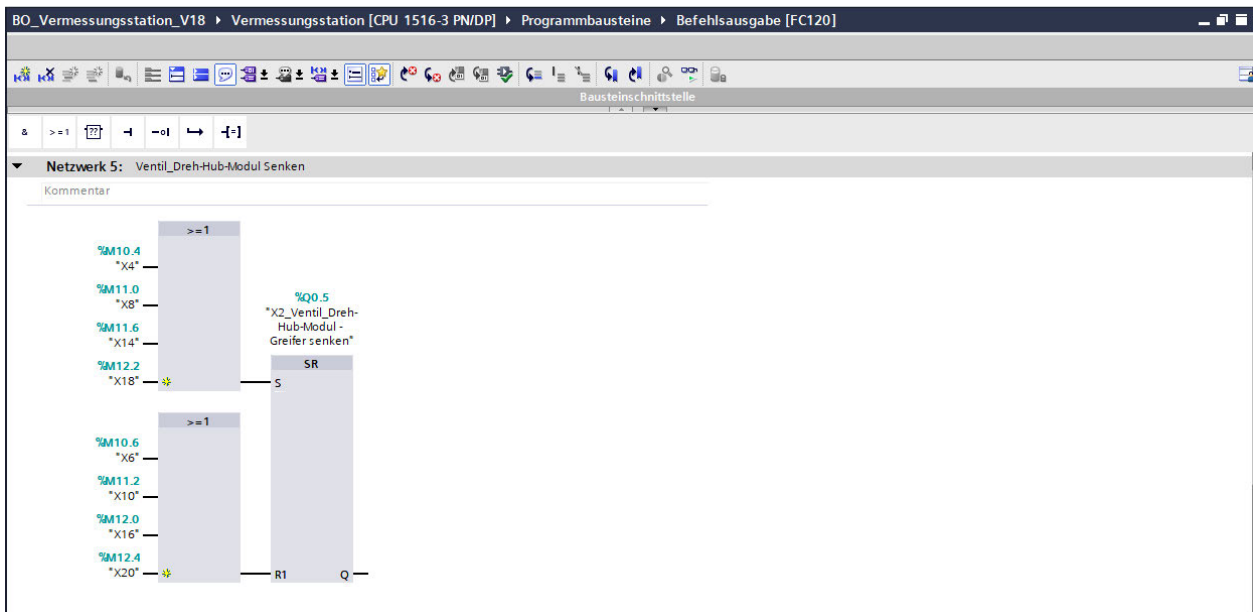 BO_Vermessungsstation_V18 ▸ Vermessungsstation [CPU 1516-3 PN/DP] ▸ Programmbausteine ▸ Befehlsausgabe [FC120]
Bausteinschnittstelle
& >=1 ??
Netzwerk 5: Ventil_Dreh-Hub-Modul Senken
Kommentar
>=1
%M10.4
"X4"
%M11.0
"X8"
%M11.6
"X14"
%M12.2
"X18"
%Q0.5
"X2_Ventil_Dreh-
Hub-Modul -
Greifer senken"
SR
S
>=1
%M10.6
"X6"
%M11.2
"X10"
%M12.0
"X16"
%M12.4
"X20"
R1 Q